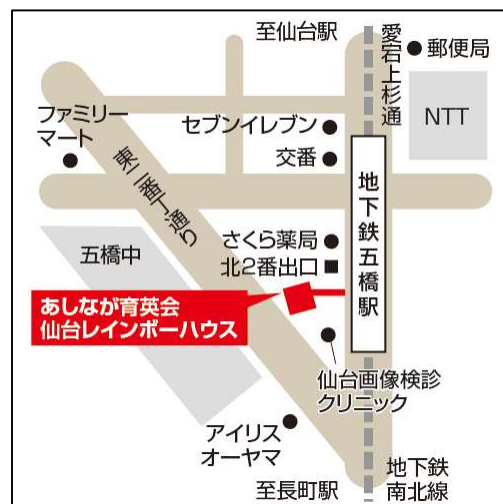 至仙台駅
愛宕上杉通
郵便局
NTT
ファミリー
マート
セブンイレブン
交番
東二番丁通り
地下鉄五橋駅
さくら薬局
北2番出口
五橋中
あしなが育英会
仙台レインボーハウス
仙台画像検診
クリニック
アイリス
オーヤマ
至長町駅
地下鉄
南北線